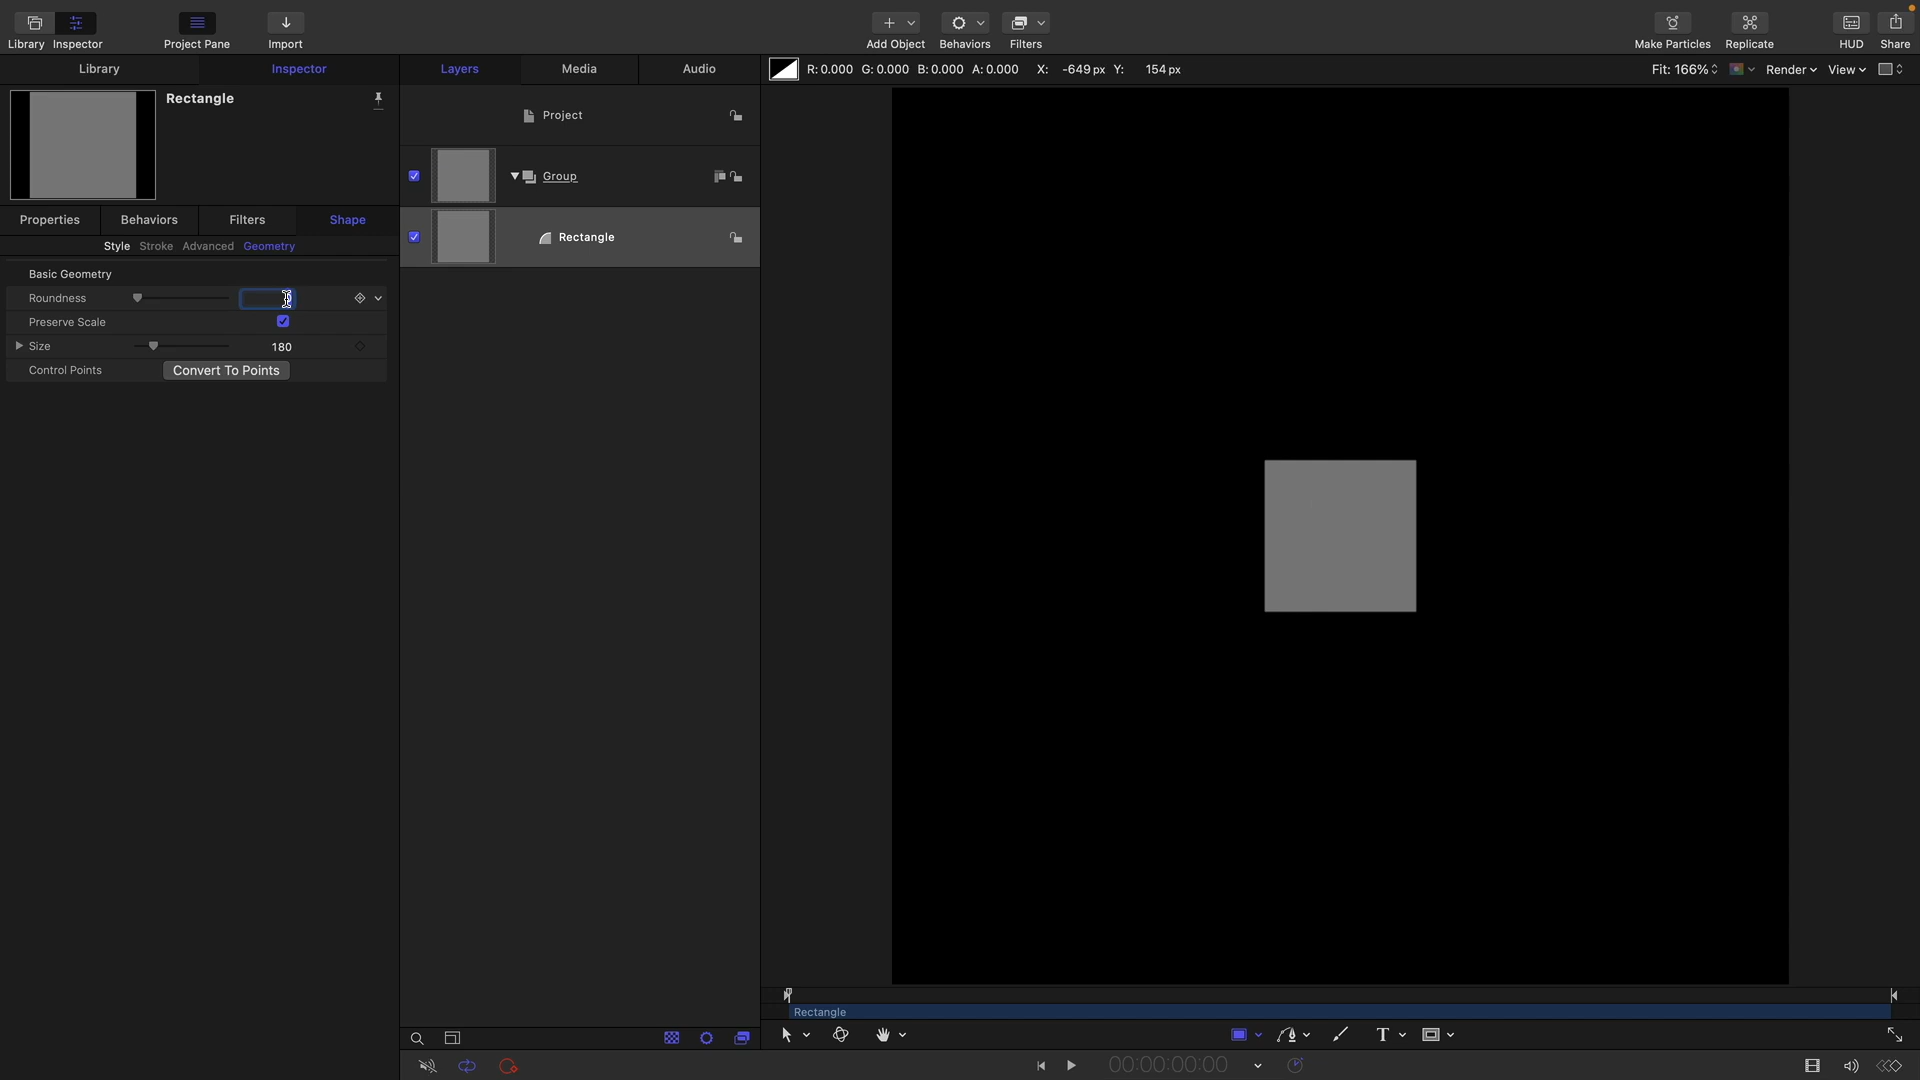 Library Inspector Project Pane Import Add Object Behaviors Filters Make Particles Replicate HUD Share
Library Inspector Layers Media Audio R: 0.000 G: 0.000 B: 0.000 A: 0.000 X: -649 px Y: 154 px Fit: 166% Render View
Rectangle
Project
Group
Rectangle
Properties Behaviors Filters Shape
Style Stroke Advanced Geometry
Basic Geometry
Roundness
Preserve Scale
Size 180
Control Points Convert To Points
Rectangle
T
00:00:00:00